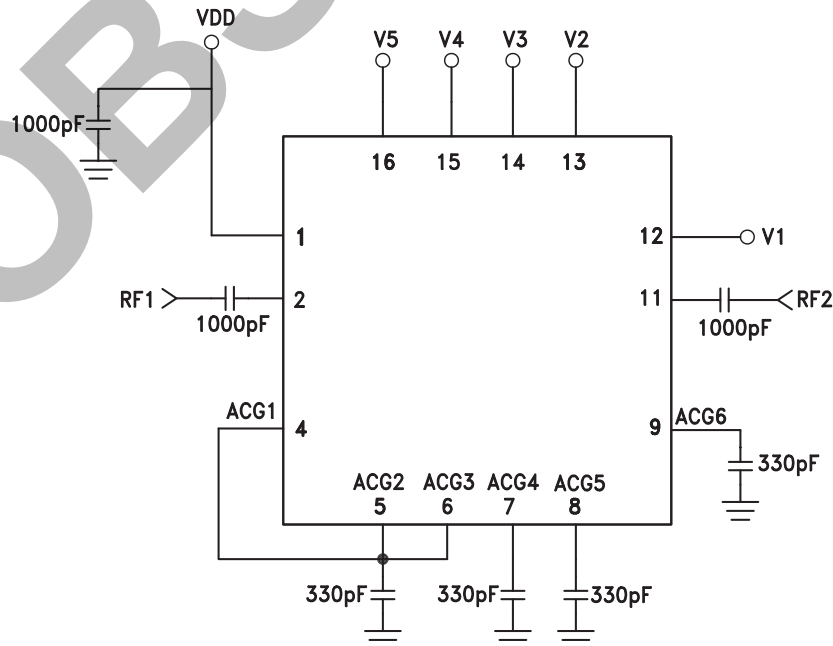 VDD
V5 V4 V3 V2
1000pF
16 15 14 13
1 12 V1
RF1 2 11 RF2
1000pF 1000pF
ACG1 4 9 ACG6
330pF
ACG2 ACG3 ACG4 ACG5
5 6 7 8
330pF 330pF 330pF